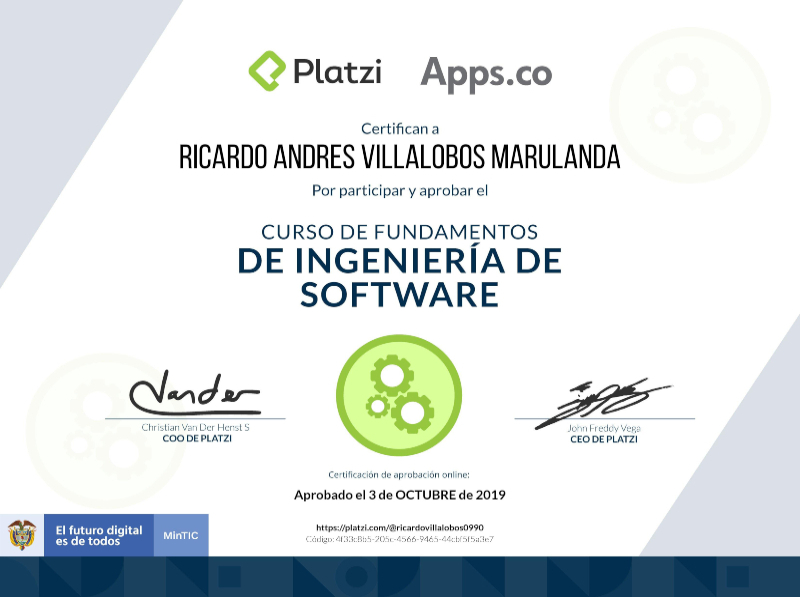 Platzi Apps.co
Certifican a
RICARDO ANDRES VILLALOBOS MARULANDA
Por participar y aprobar el
CURSO DE FUNDAMENTOS
DE INGENIERÍA DE
SOFTWARE
Christian Van Der Henst S
COO DE PLATZI
John Freddy Vega
CEO DE PLATZI
Certificación de aprobación online:
Aprobado el 3 de OCTUBRE de 2019
El futuro digital
es de todos
MinTIC
https://platzi.com/@ricardovillalobos0990
Código: 4f33c8b5-205c-4566-9465-44cbf5f5a3e7